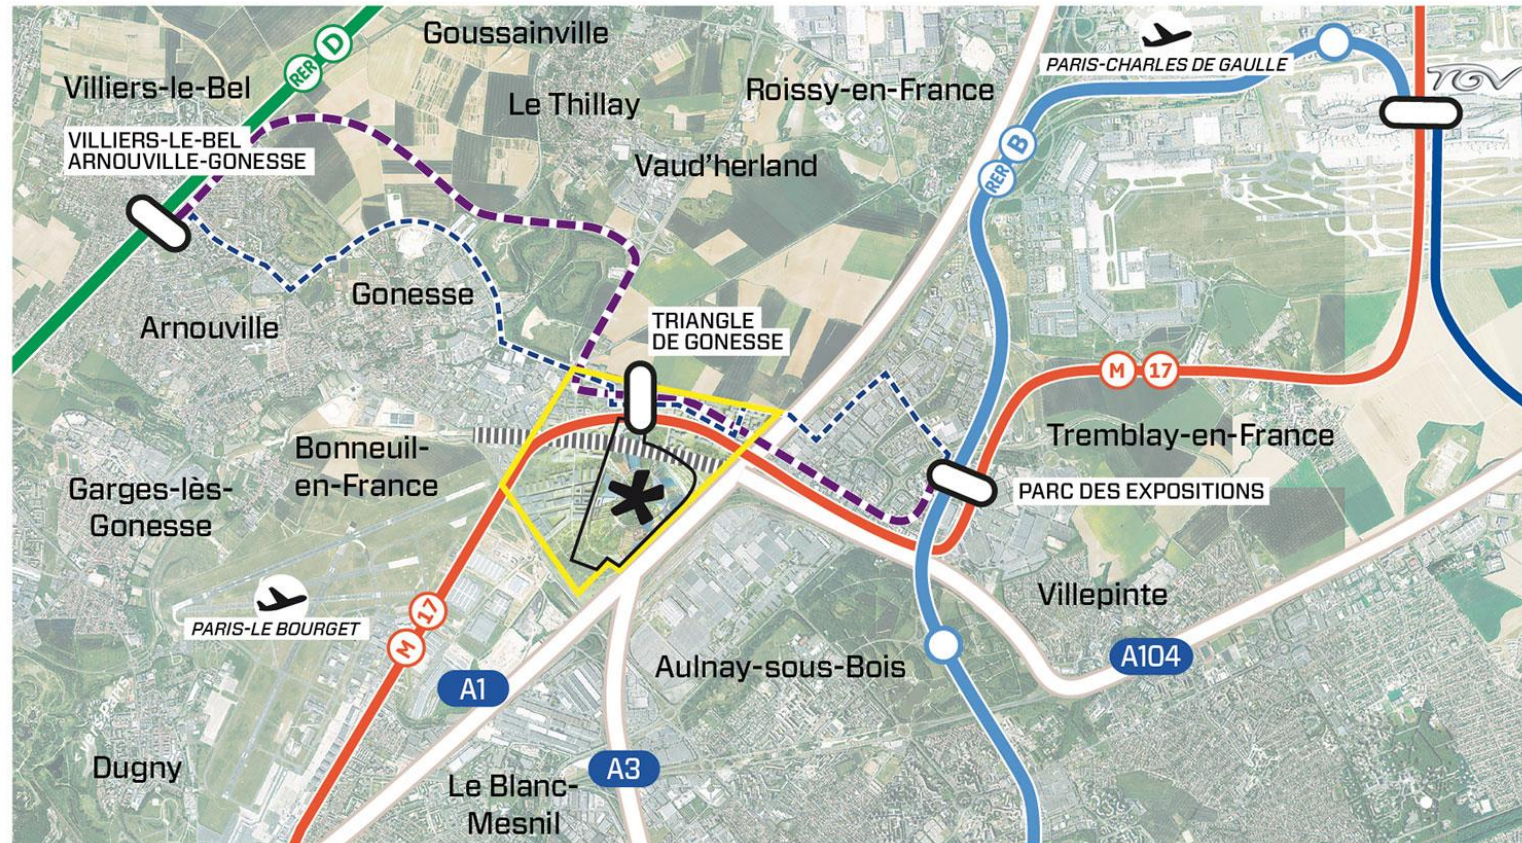 Goussainville
RER D
Villiers-le-Bel
PARIS-CHARLES DE GAULLE
TGV
Le Thillay
Roissy-en-France
VILLIERS-LE-BEL
ARNOUVILLE-GONESSE
RER B
Vaud'herland
Gonesse
Arnouville
TRIANGLE
DE GONESSE
M 17
Bonneuil-
en-France
Tremblay-en-France
Garges-lès-
Gonesse
PARC DES EXPOSITIONS
Villepinte
PARIS-LE BOURGET
M 17
A1
Aulnay-sous-Bois
A104
Dugny
A3
Le Blanc-
Mesnil